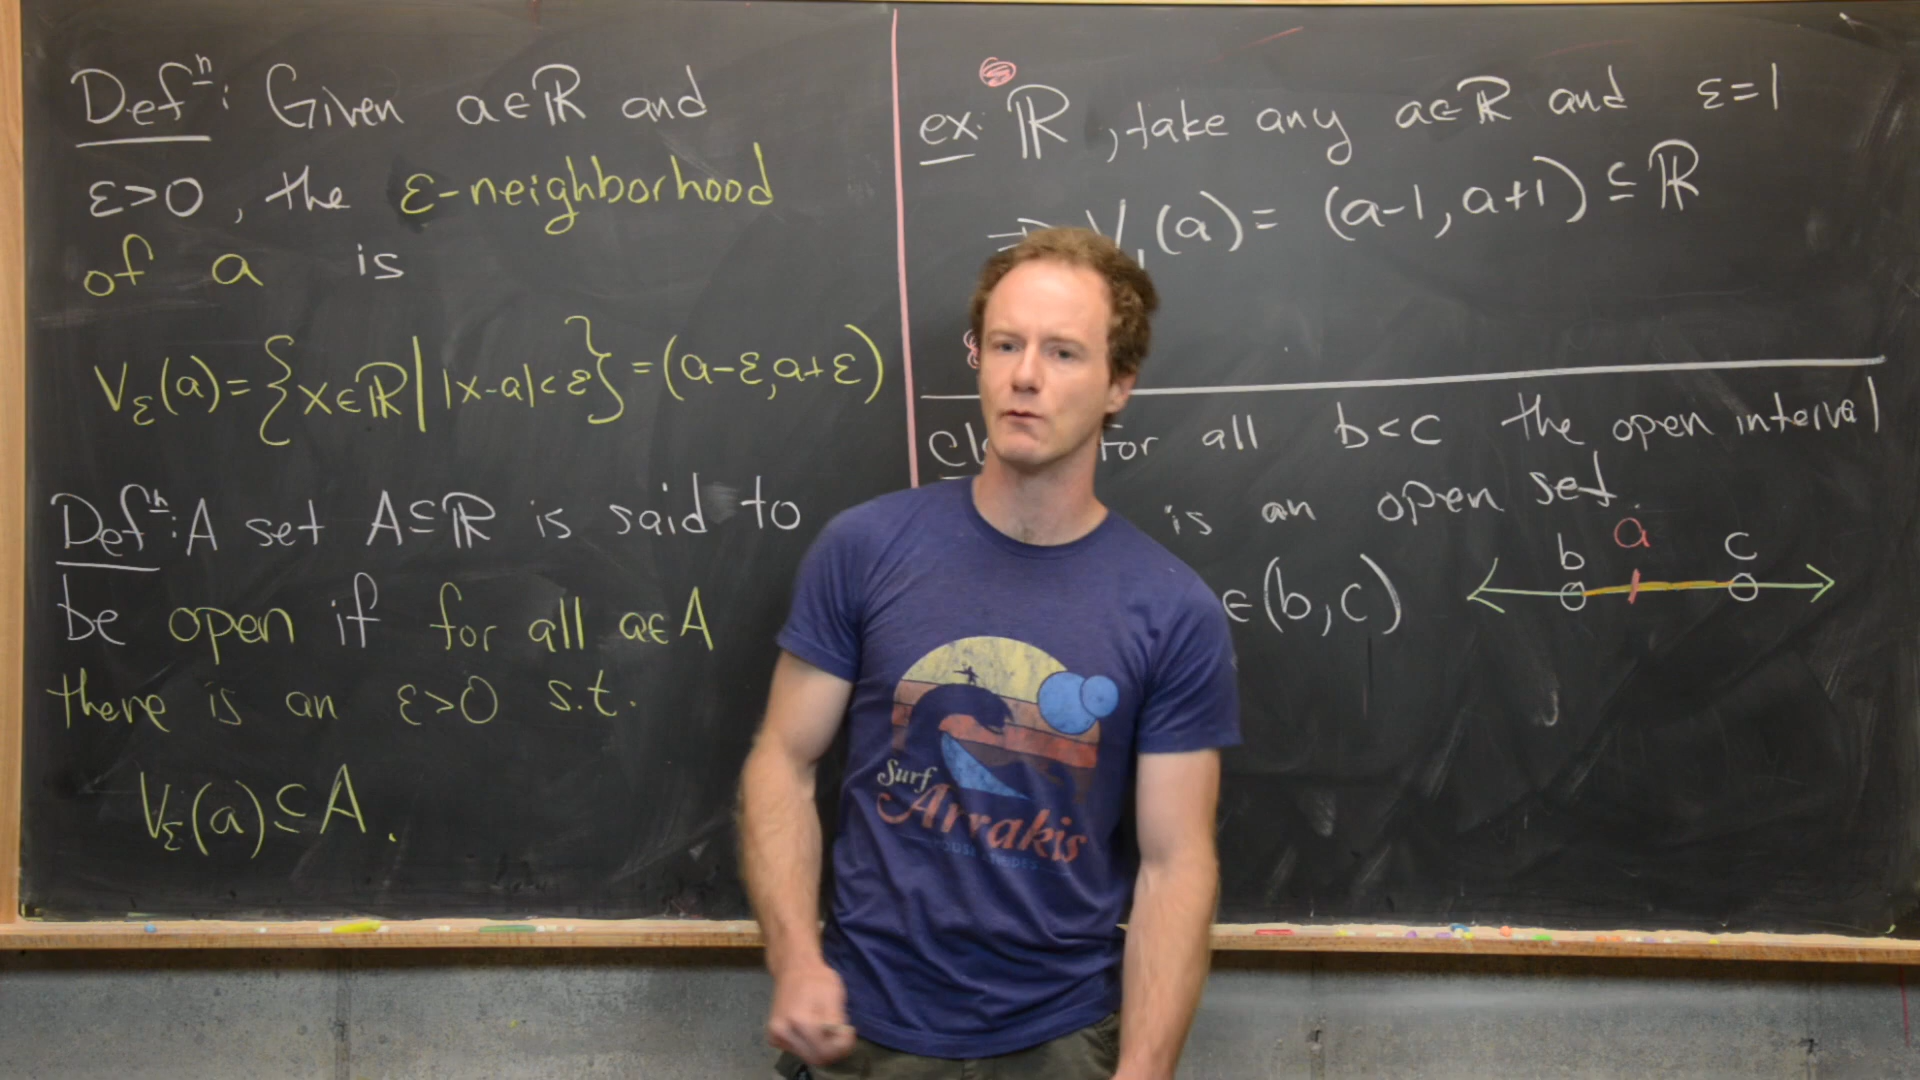 Defⁿ: Given a∈ℝ and
ε>0, the ε-neighborhood
of a is
V_ε(a)={x∈ℝ| |x-a|<ε}=(a-ε,a+ε)
Defⁿ: A set A⊆ℝ is said to
be open if for all a∈A
there is an ε>0 s.t.
V_ε(a)⊆A.
ex: ℝ, take any a∈ℝ and ε=1
⇒ V₁(a)= (a-1,a+1)⊆ℝ
for all b<c the open interval
is an open set.
∈(b,c)
b a c
Surf
Arrakis